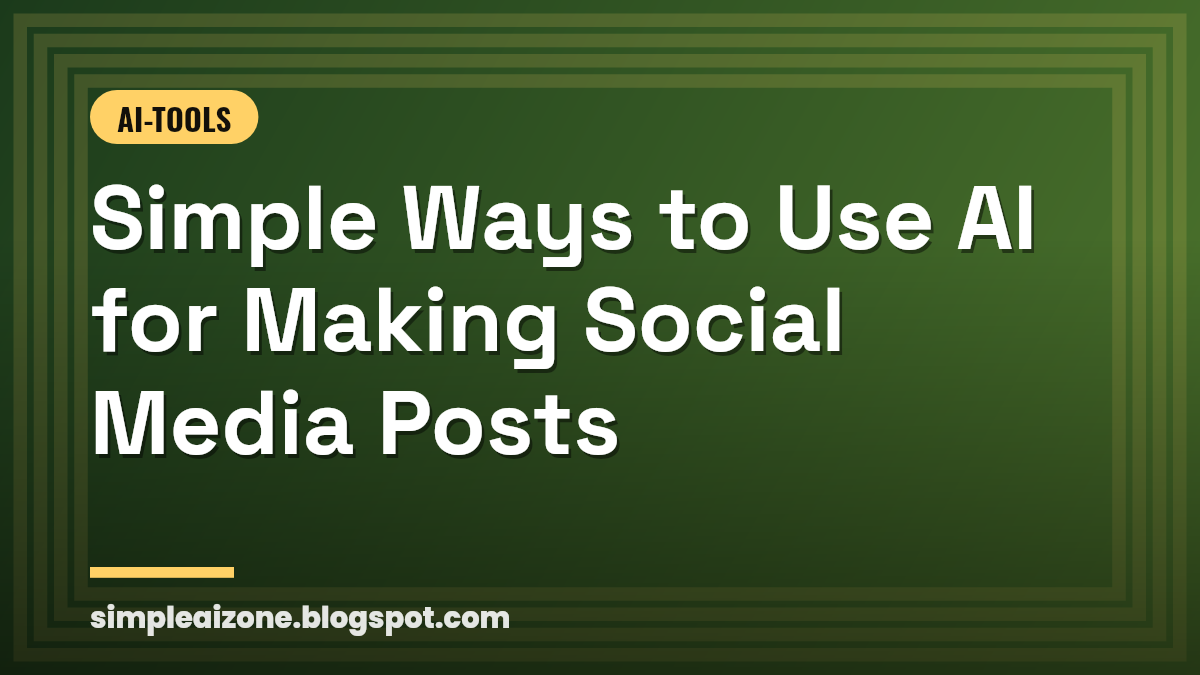 AI-TOOLS
Simple Ways to Use AI
for Making Social
Media Posts
simpleaizone.blogspot.com